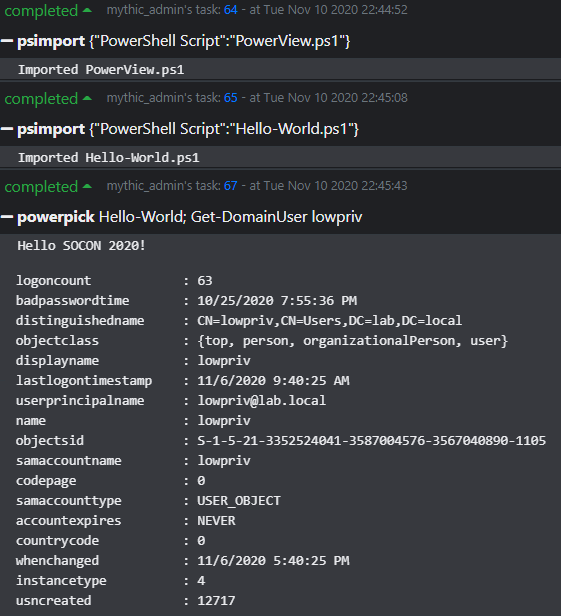 completed mythic_admin's task: 64 - at Tue Nov 10 2020 22:44:52
psimport {"PowerShell Script":"PowerView.ps1"}
Imported PowerView.ps1
completed mythic_admin's task: 65 - at Tue Nov 10 2020 22:45:08
psimport {"PowerShell Script":"Hello-World.ps1"}
Imported Hello-World.ps1
completed mythic_admin's task: 67 - at Tue Nov 10 2020 22:45:43
powerpick Hello-World; Get-DomainUser lowpriv
Hello SOCON 2020!
logoncount : 63
badpasswordtime : 10/25/2020 7:55:36 PM
distinguishedname : CN=lowpriv,CN=Users,DC=lab,DC=local
objectclass : {top, person, organizationalPerson, user}
displayname : lowpriv
lastlogontimestamp : 11/6/2020 9:40:25 AM
userprincipalname : lowpriv@lab.local
name : lowpriv
objectsid : S-1-5-21-3352524041-3587004576-3567040890-1105
samaccountname : lowpriv
codepage : 0
samaccounttype : USER_OBJECT
accountexpires : NEVER
countrycode : 0
whenchanged : 11/6/2020 5:40:25 PM
instancetype : 4
usncreated : 12717